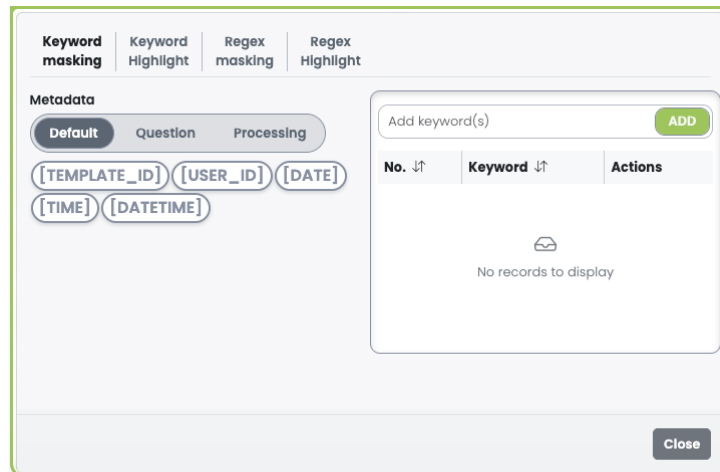 Keyword masking
Keyword Highlight
Regex masking
Regex Highlight
Metadata
Default Question Processing
[TEMPLATE_ID] [USER_ID] [DATE]
[TIME] [DATETIME]
Add keyword(s) ADD
No. Keyword Actions
No records to display
Close